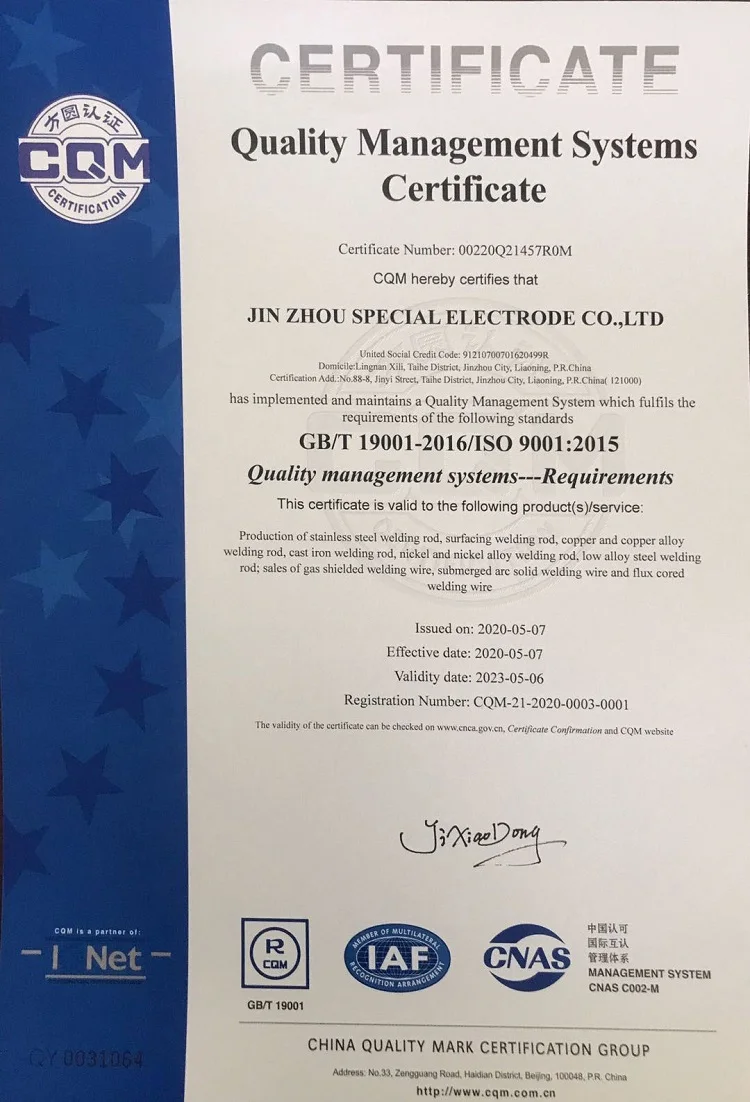 CERTIFICATE
方圆认证
CQM
CERTIFICATION
Quality Management Systems
Certificate
Certificate Number: 00220Q21457R0M
CQM hereby certifies that
JIN ZHOU SPECIAL ELECTRODE CO.,LTD
United Social Credit Code: 91210700701620499R
Domicile:Lingnan Xili, Taihe District, Jinzhou City, Liaoning, P.R.China
Certification Add.:No.88-8, Jinyi Street, Taihe District, Jinzhou City, Liaoning, P.R.China( 121000)
has implemented and maintains a Quality Management System which fulfils the
requirements of the following standards
GB/T 19001-2016/ISO 9001:2015
Quality management systems---Requirements
This certificate is valid to the following product(s)/service:
Production of stainless steel welding rod, surfacing welding rod, copper and copper alloy
welding rod, cast iron welding rod, nickel and nickel alloy welding rod, low alloy steel welding
rod; sales of gas shielded welding wire, submerged arc solid welding wire and flux cored
welding wire
Issued on: 2020-05-07
Effective date: 2020-05-07
Validity date: 2023-05-06
Registration Number: CQM-21-2020-0003-0001
The validity of the certificate can be checked on www.cnca.gov.cn, Certificate Confirmation and CQM website
Ji XiaoDong
CQM is a partner of:
I Net
R
CQM
GB/T 19001
MEMBER OF MULTILATERAL
IAF
RECOGNITION ARRANGEMENT
CNAS
中国认可
国际互认
管理体系
MANAGEMENT SYSTEM
CNAS C002-M
QY 0031064
CHINA QUALITY MARK CERTIFICATION GROUP
Address: No.33, Zengguang Road, Haidian District, Beijing, 100048, P.R. China
http://www.cqm.com.cn